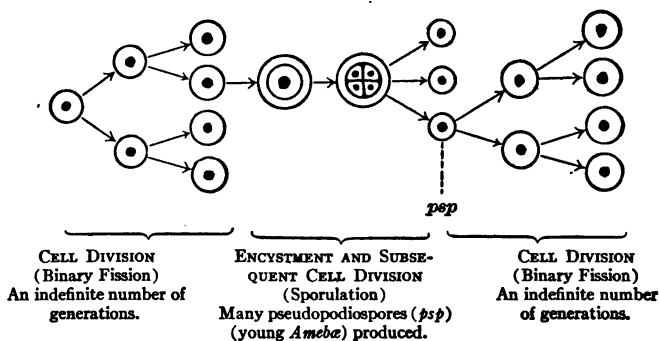 psp
CELL DIVISION
(Binary Fission)
An indefinite number of
generations.
ENCYSTMENT AND SUBSE-
QUENT CELL DIVISION
(Sporulation)
Many pseudopodiospores (psp)
(young Amebæ) produced.
CELL DIVISION
(Binary Fission)
An indefinite number
of generations.